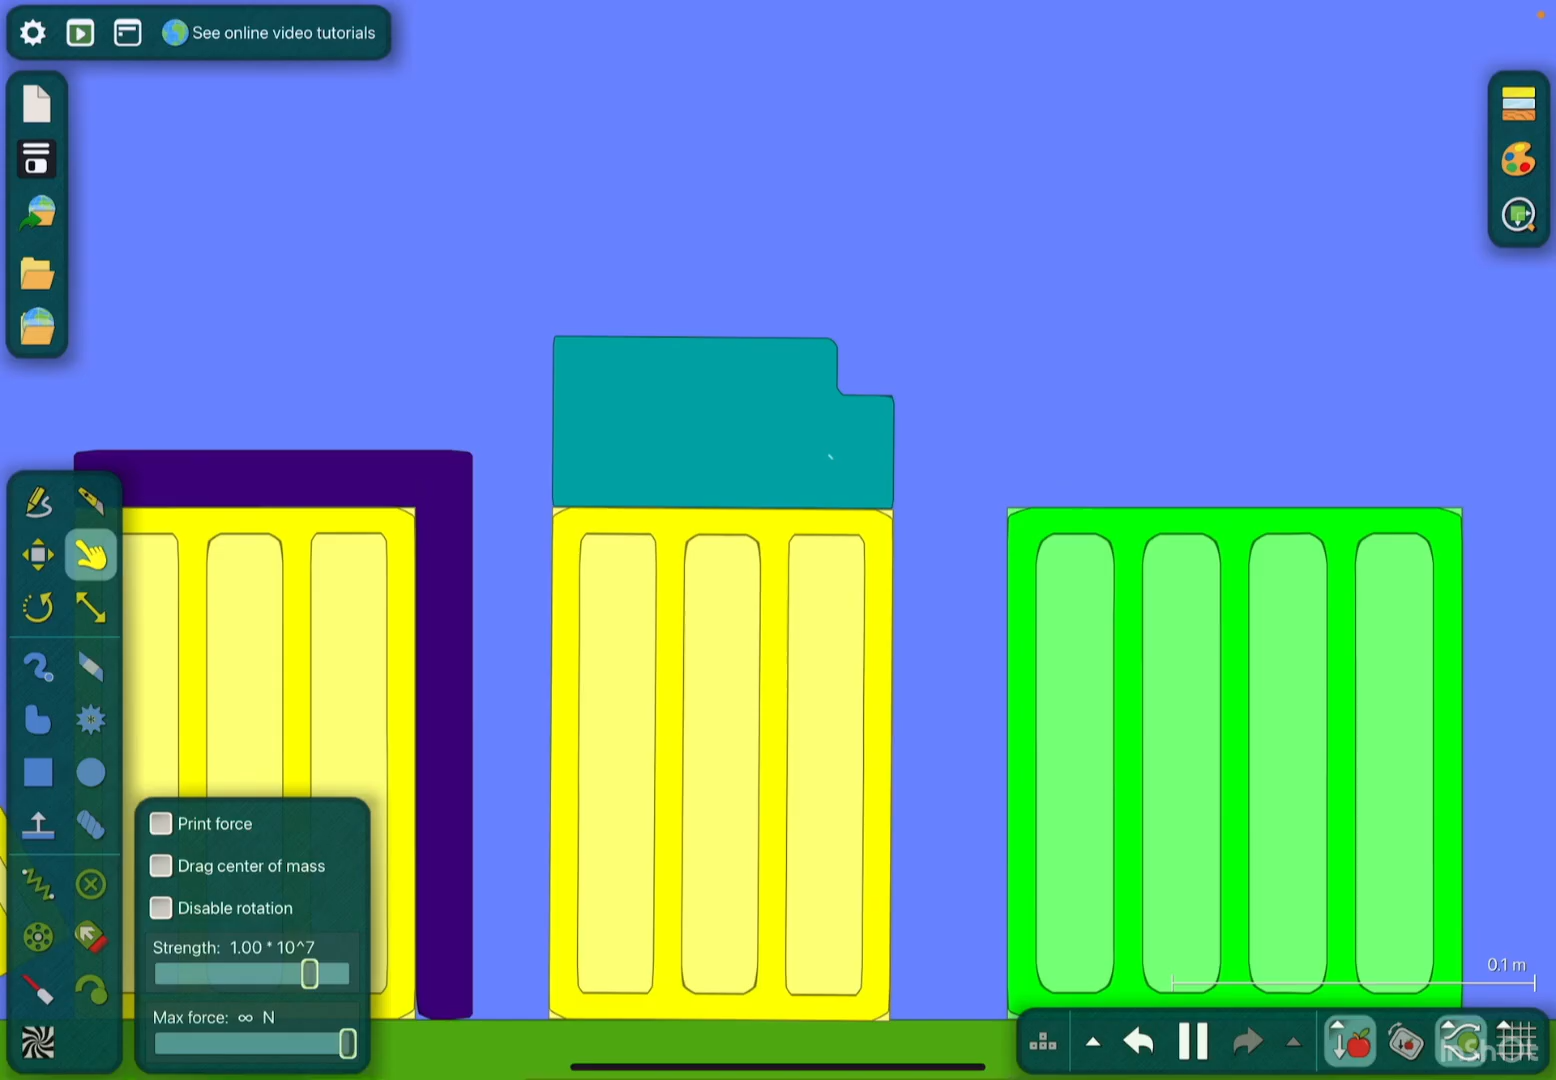 See online video tutorials
Print force
Drag center of mass
Disable rotation
Strength: 1.00 * 10^7
Max force: ∞ N
0.1 m
InShOt